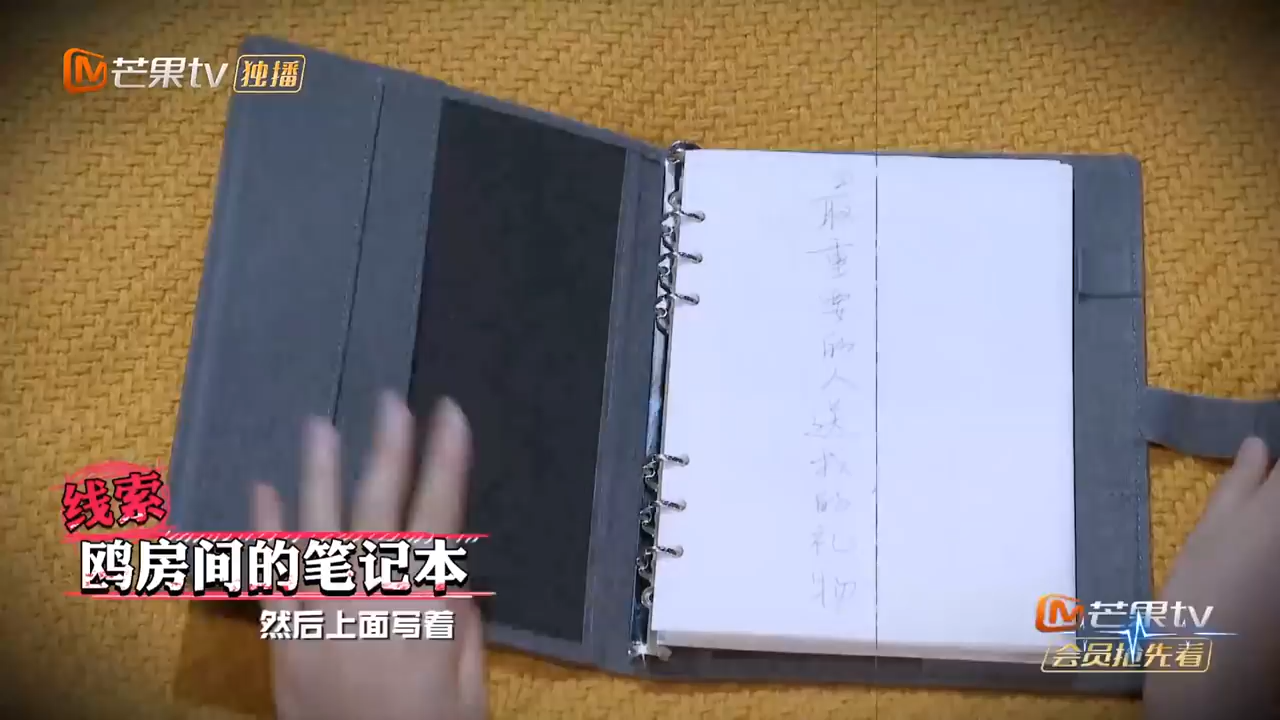 芒果tv 独播
最重要的人送我的礼物
线索
鸥房间的笔记本
然后上面写着
芒果tv
会员抢先看